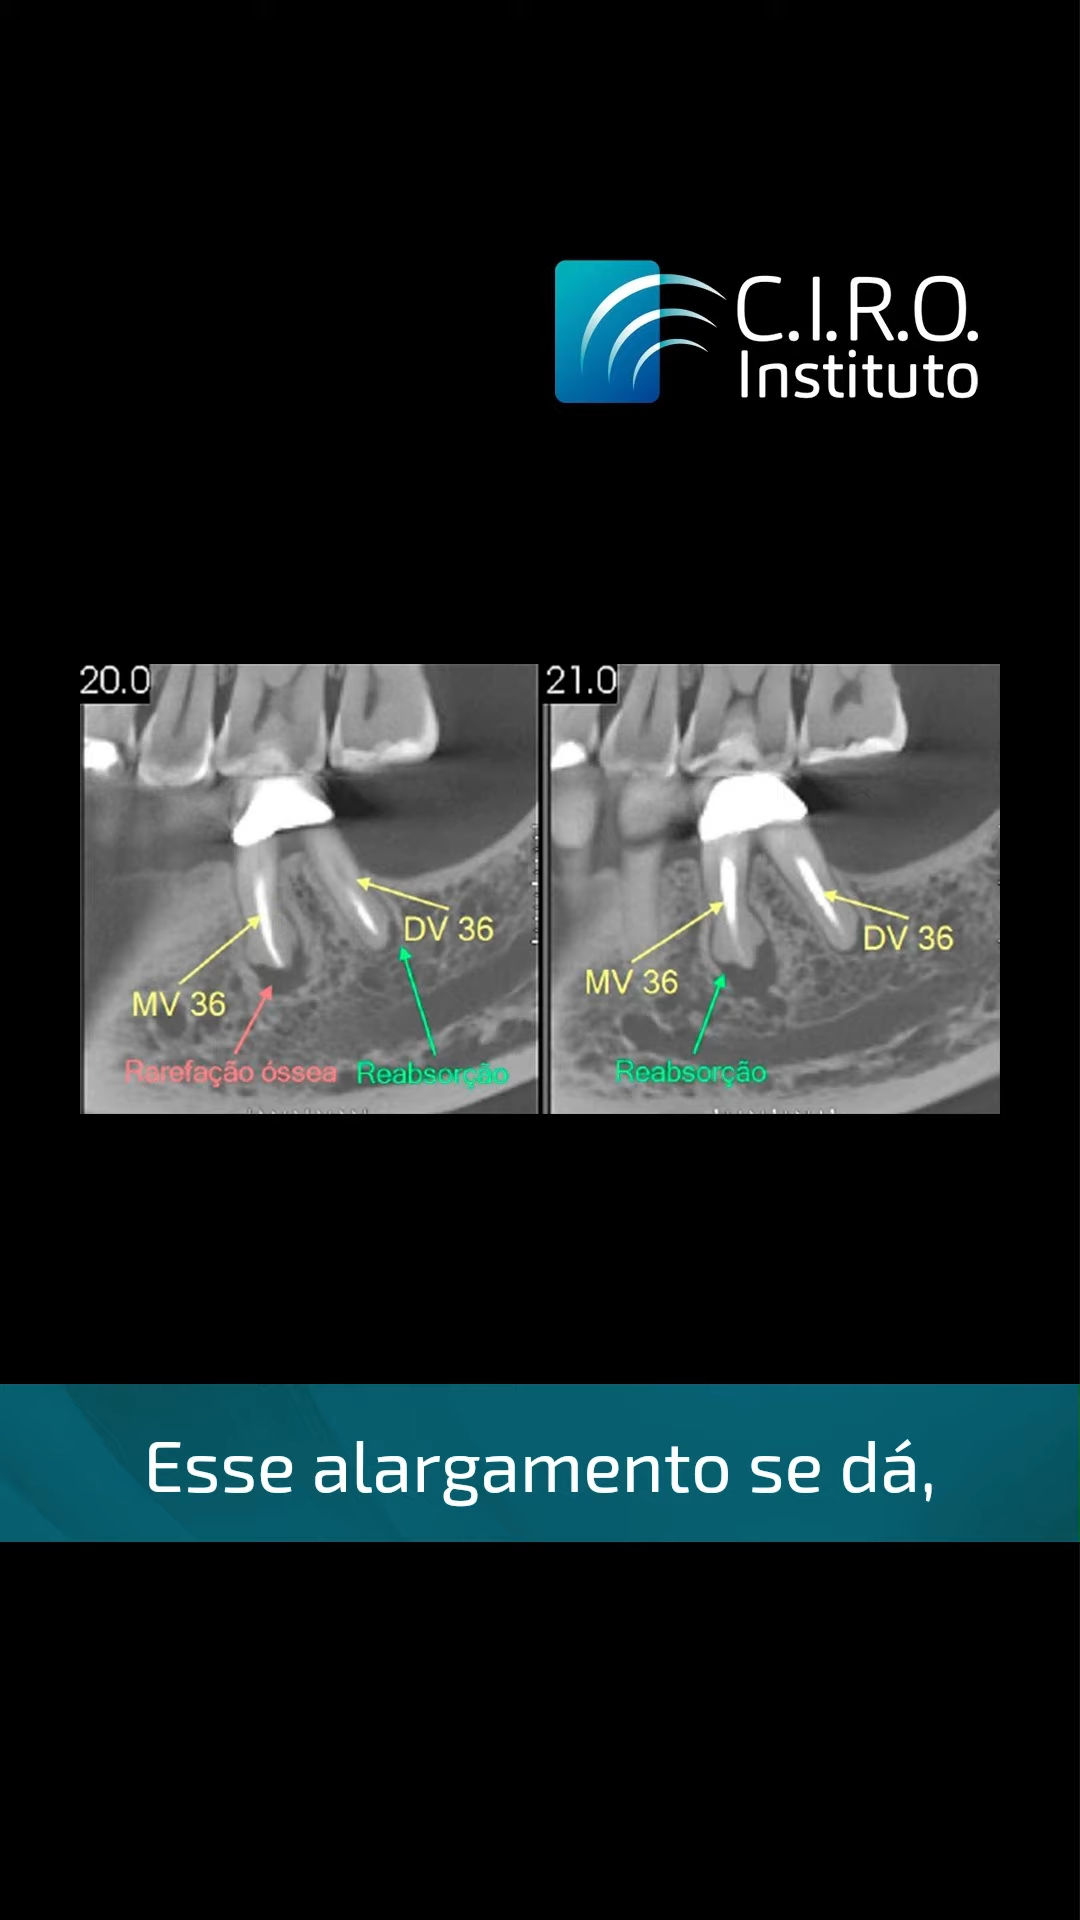 C.I.R.O.
Instituto
20.0
DV 36
MV 36
Rarefação óssea
Reabsorção
21.0
DV 36
MV 36
Reabsorção
Esse alargamento se dá,